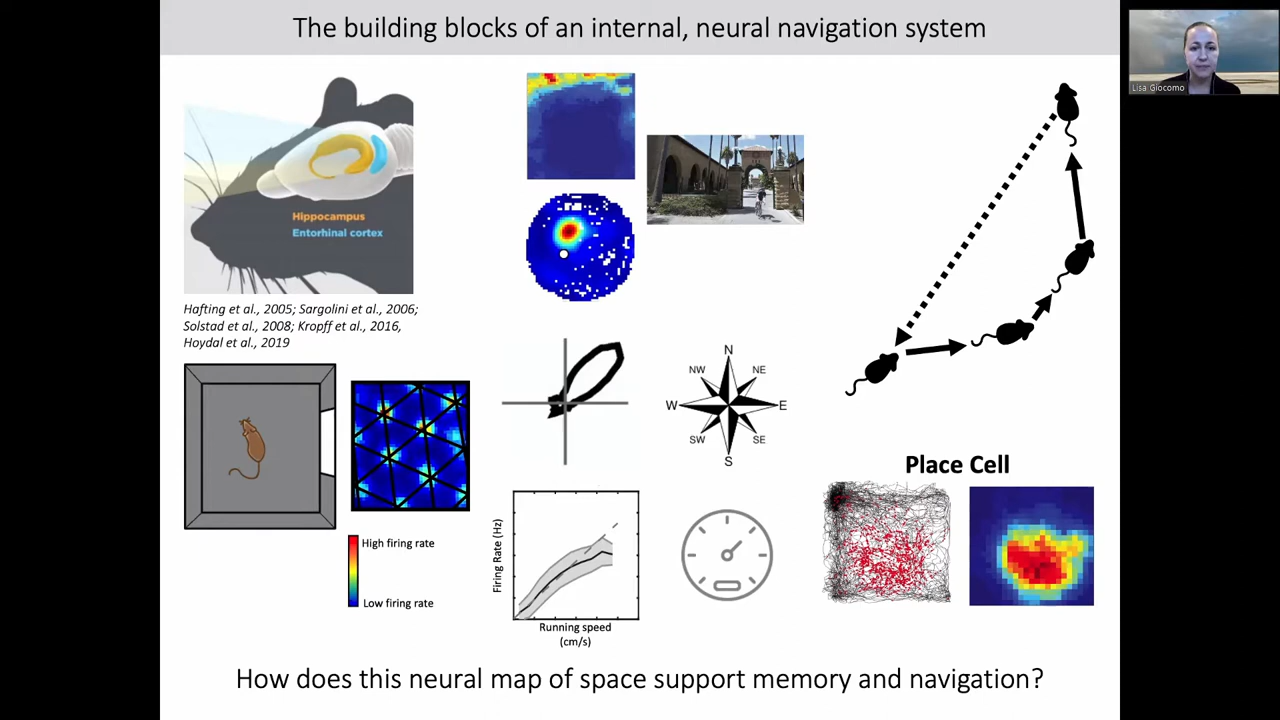 The building blocks of an internal, neural navigation system
Lisa Giocomo
Hippocampus
Entorhinal cortex
Hafting et al., 2005; Sargolini et al., 2006;
Solstad et al., 2008; Kropff et al., 2016,
Hoydal et al., 2019
High firing rate
Low firing rate
N
NW
NE
W
E
SW
SE
S
Firing Rate (Hz)
Running speed
(cm/s)
Place Cell
How does this neural map of space support memory and navigation?